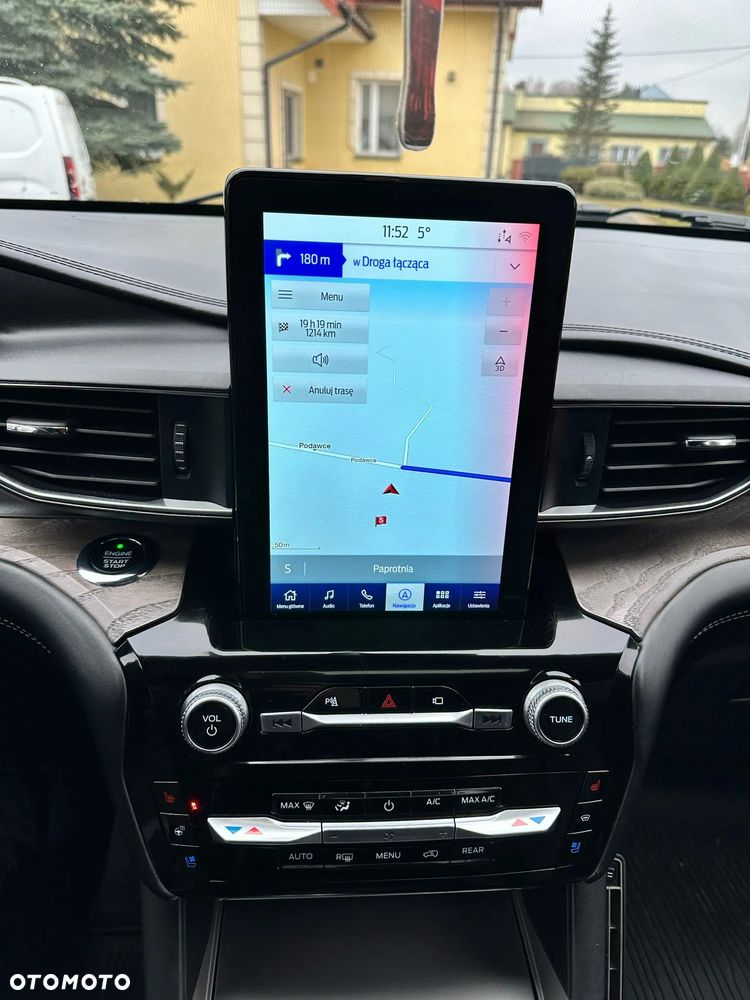 11:52 5°
180 m
w Droga łącząca
Menu
19 h 19 min
1214 km
3D
Anuluj trasę
Podawce
Podawce
S
50 m
S
Paprotnia
Menu główne
Audio
Telefon
Nawigacja
Aplikacje
Ustawienia
ENGINE
START
STOP
VOL
TUNE
MAX
A/C
MAX A/C
AUTO
R
MENU
REAR
OTOMOTO